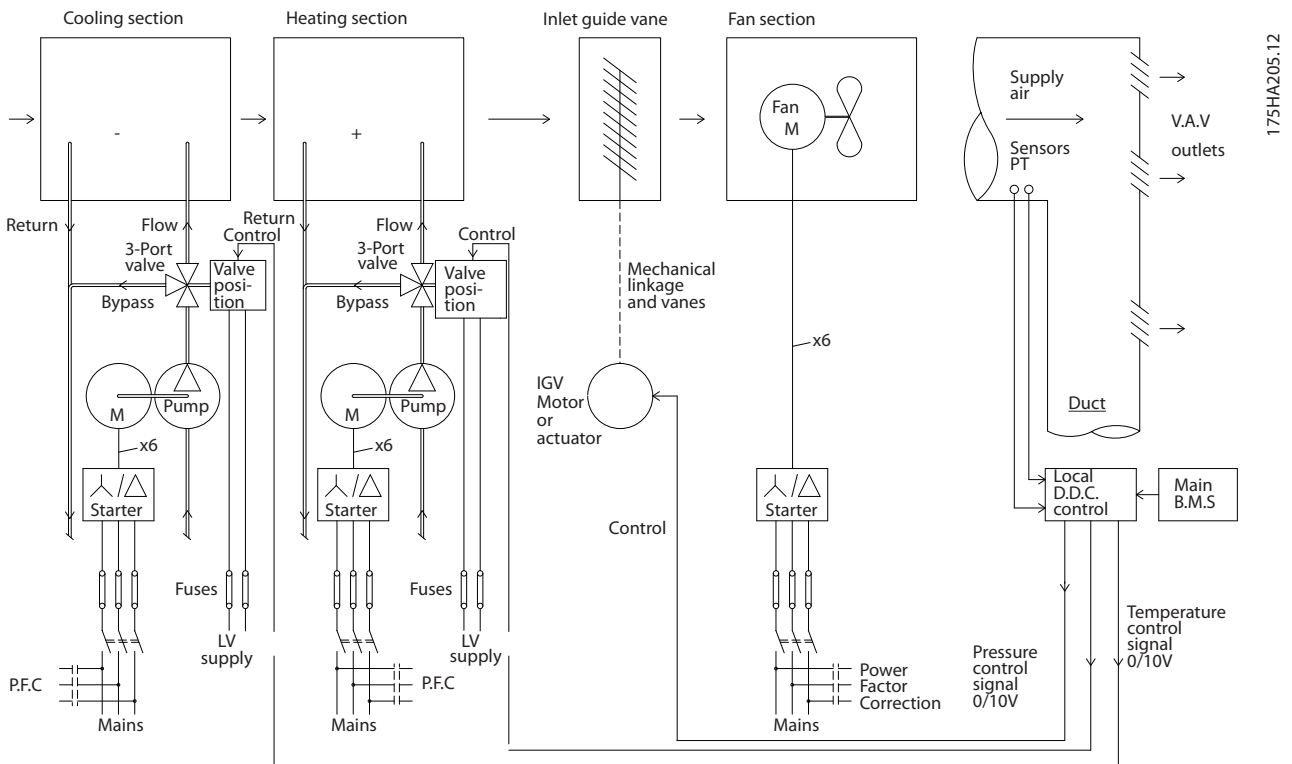 Cooling section
Heating section
Inlet guide vane
Fan section
175HA205.12
-
+
Fan
M
Supply
air
Sensors
PT
V.A.V
outlets
Return
Flow
3-Port
valve
Control
Valve
posi-
tion
Bypass
Return
Flow
3-Port
valve
Control
Valve
posi-
tion
Bypass
Mechanical
linkage
and vanes
x6
M
Pump
x6
M
Pump
x6
IGV
Motor
or
actuator
Duct
Starter
Starter
Control
Starter
Local
D.D.C.
control
Main
B.M.S
Fuses
Fuses
LV
supply
LV
supply
P.F.C
Mains
P.F.C
Mains
Power
Factor
Correction
Mains
Pressure
control
signal
0/10V
Temperature
control
signal
0/10V